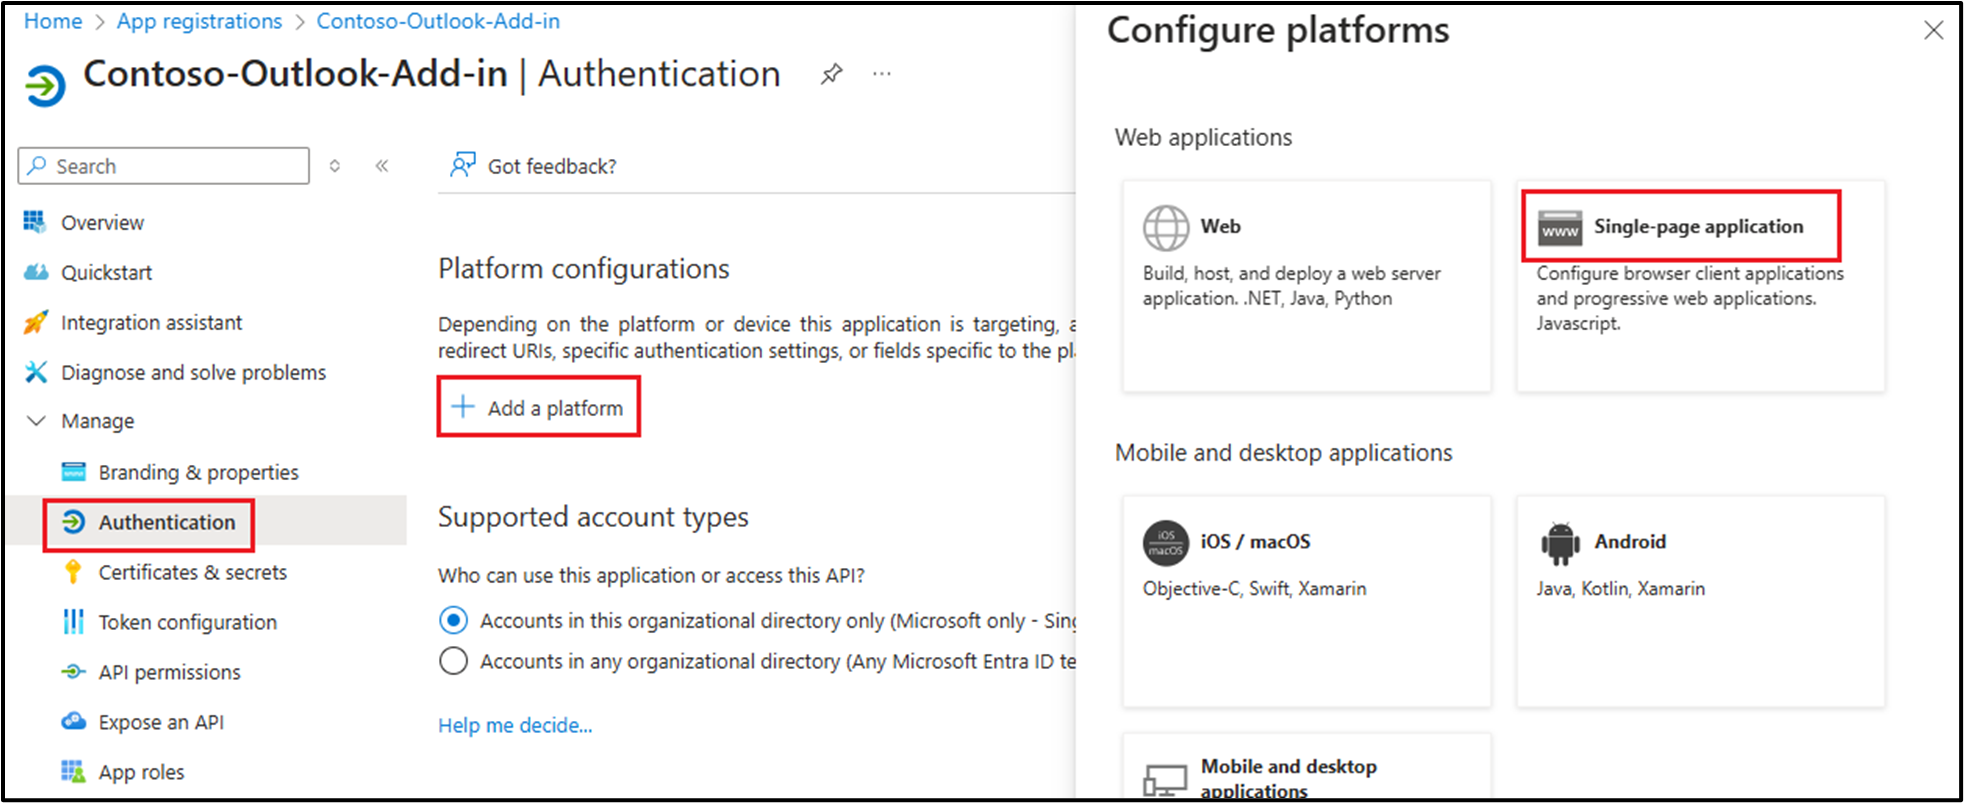 Home > App registrations > Contoso-Outlook-Add-in
Contoso-Outlook-Add-in | Authentication
Search
Overview
Quickstart
Integration assistant
Diagnose and solve problems
Manage
Branding & properties
Authentication
Certificates & secrets
Token configuration
API permissions
Expose an API
App roles
Got feedback?
Platform configurations
Depending on the platform or device this application is targeting, a
redirect URIs, specific authentication settings, or fields specific to the pl
Add a platform
Supported account types
Who can use this application or access this API?
Accounts in this organizational directory only (Microsoft only - Sing
Accounts in any organizational directory (Any Microsoft Entra ID te
Help me decide...
Configure platforms
Web applications
Web
Build, host, and deploy a web server
application. .NET, Java, Python
www
Single-page application
Configure browser client applications
and progressive web applications.
Javascript.
Mobile and desktop applications
iOS
macOS
iOS / macOS
Objective-C, Swift, Xamarin
Android
Java, Kotlin, Xamarin
Mobile and desktop
applications